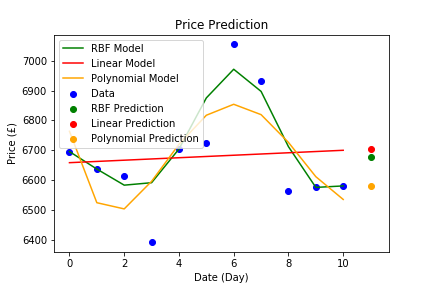 Price Prediction
Price (£)
7000
6900
6800
6700
6600
6500
6400
RBF Model
Linear Model
Polynomial Model
Data
RBF Prediction
Linear Prediction
Polynomial Prediction
0
2
4
6
8
10
Date (Day)